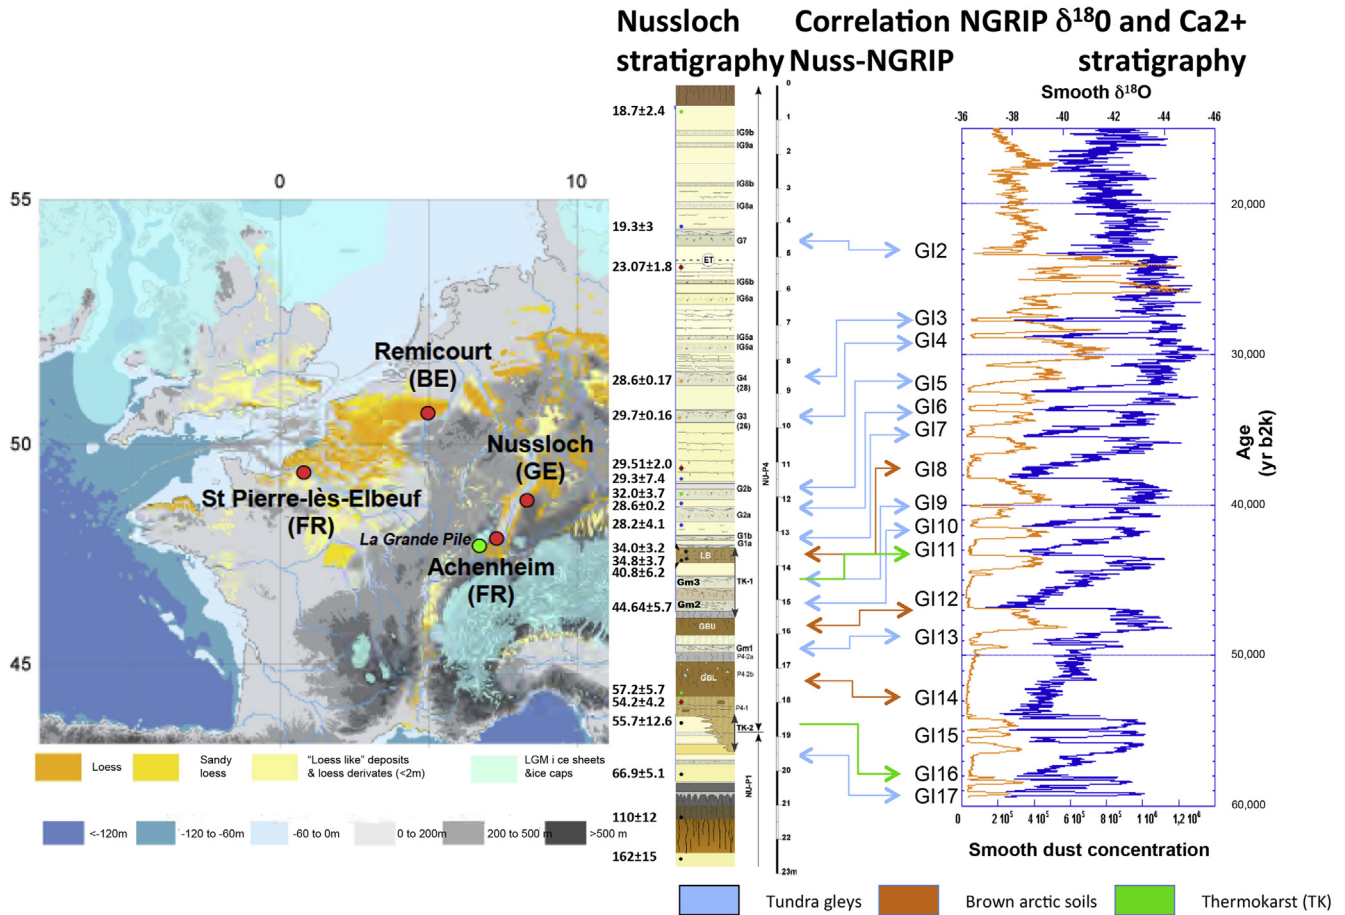 Nussloch
stratigraphy
Correlation NGRIP δ¹⁸0 and Ca2+
Nuss-NGRIP
stratigraphy
0
10
55
50
45
Remicourt
(BE)
Nussloch
(GE)
St Pierre-lès-Elbeuf
(FR)
La Grande Pile
Achenheim
(FR)
Loess
Sandy
loess
"Loess like" deposits
& loess derivates (<2m)
LGM i ce sheets
&ice caps
<-120m
-120 to -60m
-60 to 0m
0 to 200m
200 to 500 m
>500 m
18.7±2.4
19.3±3
23.07±1.8
28.6±0.17
29.7±0.16
29.51±2.0
29.3±7.4
32.0±3.7
28.6±0.2
28.2±4.1
34.0±3.2
34.8±3.7
40.8±6.2
44.64±5.7
57.2±5.7
54.2±4.2
55.7±12.6
66.9±5.1
110±12
162±15
IG9b
IG9a
IG8b
IG8a
G7
ET
IG6b
IG6a
IG5a
IG5a
G4
(28)
G3
(26)
G2b
G2a
G1b
G1a
LB
Gm3
TK-1
Gm2
GBU
Gm1
P4-2a
P4-2b
GBL
P4-1
TK-2
NU-P4
NU-P1
0
1
2
3
4
5
6
7
8
9
10
11
12
13
14
15
16
17
18
19
20
21
22
23m
GI2
GI3
GI4
GI5
GI6
GI7
GI8
GI9
GI10
GI11
GI12
GI13
GI14
GI15
GI16
GI17
Smooth δ¹⁸O
-36
-38
-40
-42
-44
-46
20,000
30,000
40,000
50,000
60,000
Age
(yr b2k)
0
2 10⁵
4 10⁵
6 10⁵
8 10⁵
1 10⁶
1,2 10⁶
Smooth dust concentration
Tundra gleys
Brown arctic soils
Thermokarst (TK)